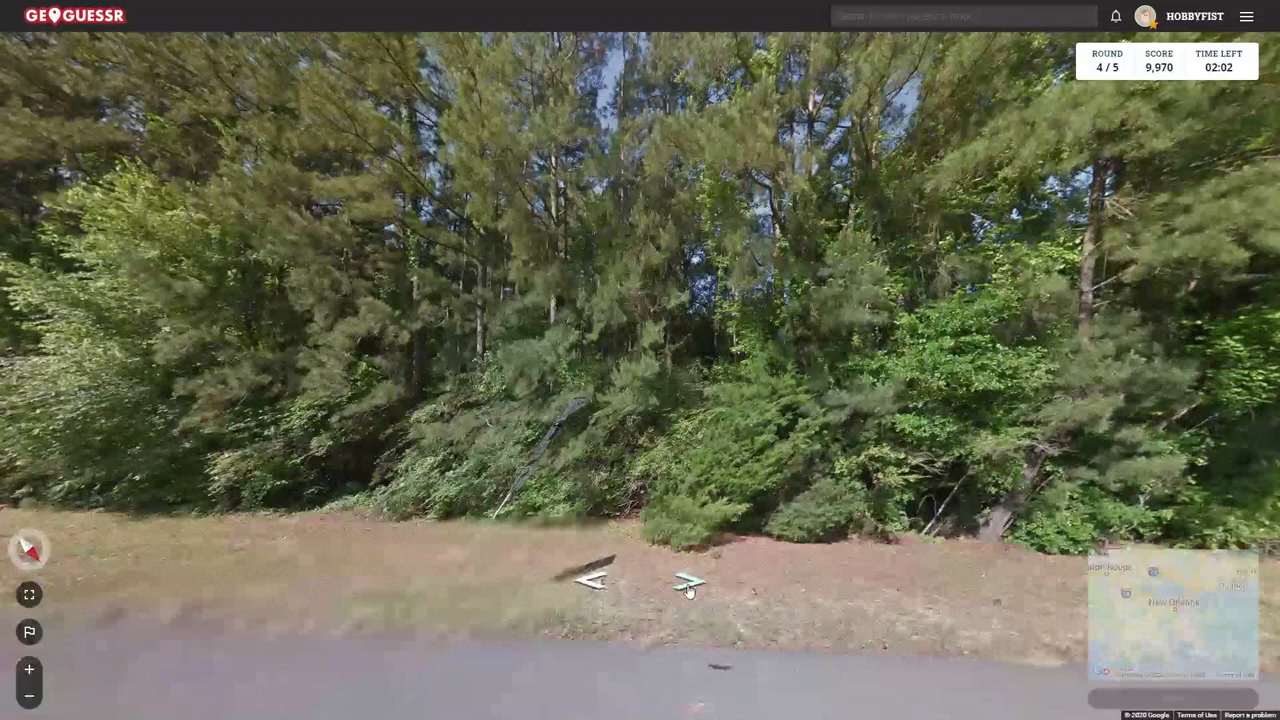 GEOGUESSR
HOBBYFIST
ROUND
4 / 5
SCORE
9,970
TIME LEFT
02:02
New Orleans
© 2020 Google
Terms of Use
Report a problem